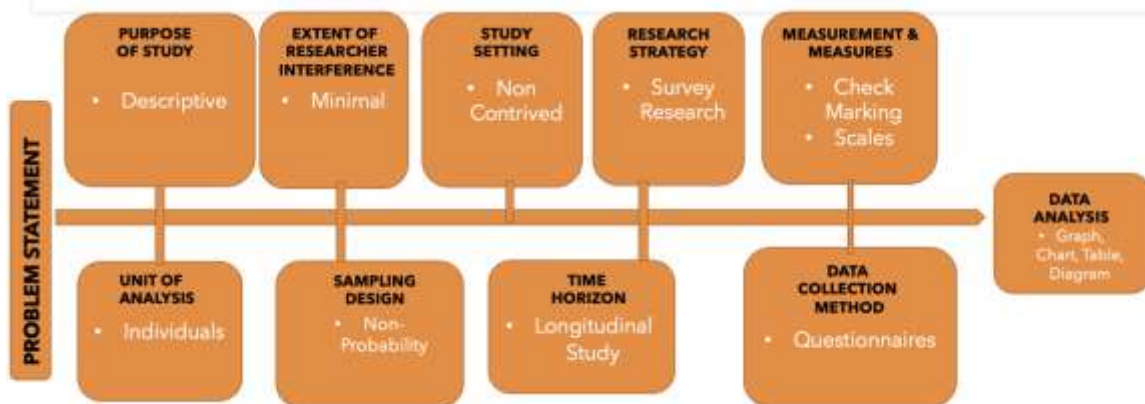 PROBLEM STATEMENT
PURPOSE
OF STUDY
• Descriptive
EXTENT OF
RESEARCHER
INTERFERENCE
• Minimal
STUDY
SETTING
• Non
Contrived
RESEARCH
STRATEGY
• Survey
Research
MEASUREMENT &
MEASURES
• Check
Marking
• Scales
UNIT OF
ANALYSIS
• Individuals
SAMPLING
DESIGN
• Non-
Probability
TIME
HORIZON
• Longitudinal
Study
DATA
COLLECTION
METHOD
• Questionnaires
DATA
ANALYSIS
• Graph,
Chart, Table,
Diagram